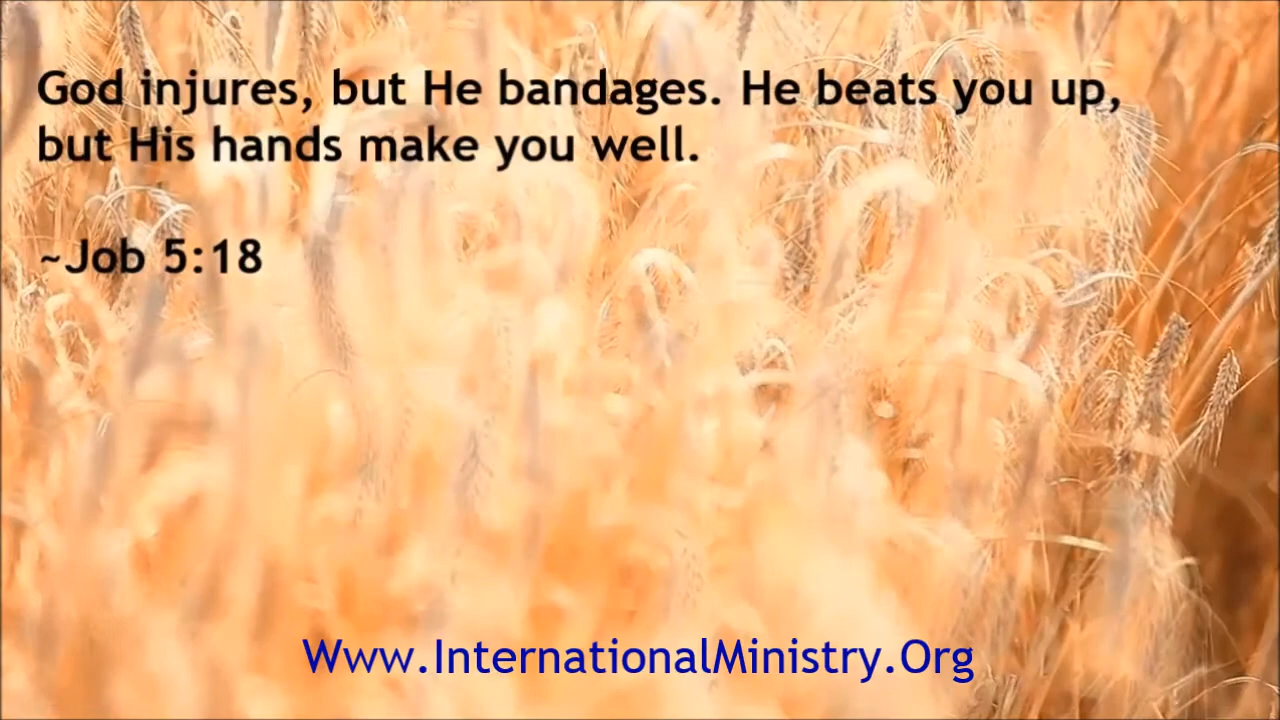 God injures, but He bandages. He beats you up,
but His hands make you well.
~Job 5:18
Www.InternationalMinistry.Org